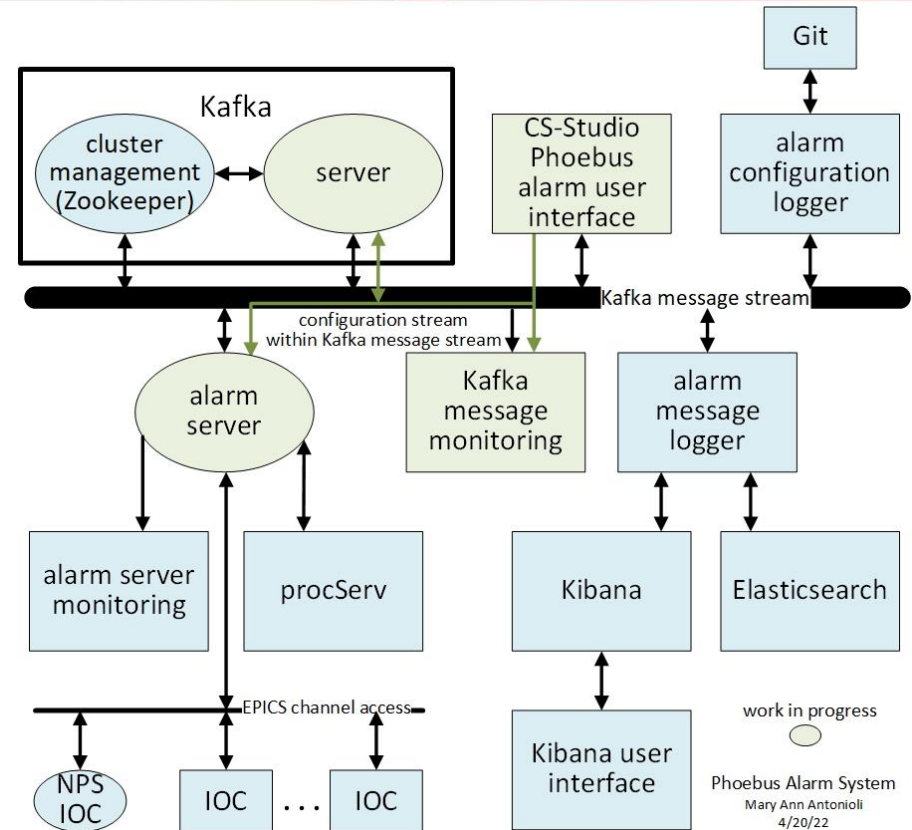 Git
Kafka
cluster
management
(Zookeeper)
server
CS-Studio
Phoebus
alarm user
interface
alarm
configuration
logger
Kafka message stream
configuration stream
within Kafka message stream
alarm
server
Kafka
message
monitoring
alarm
message
logger
alarm server
monitoring
procServ
Kibana
Elasticsearch
EPICS channel access
NPS
IOC
IOC
. . .
IOC
Kibana user
interface
work in progress
Phoebus Alarm System
Mary Ann Antonioli
4/20/22